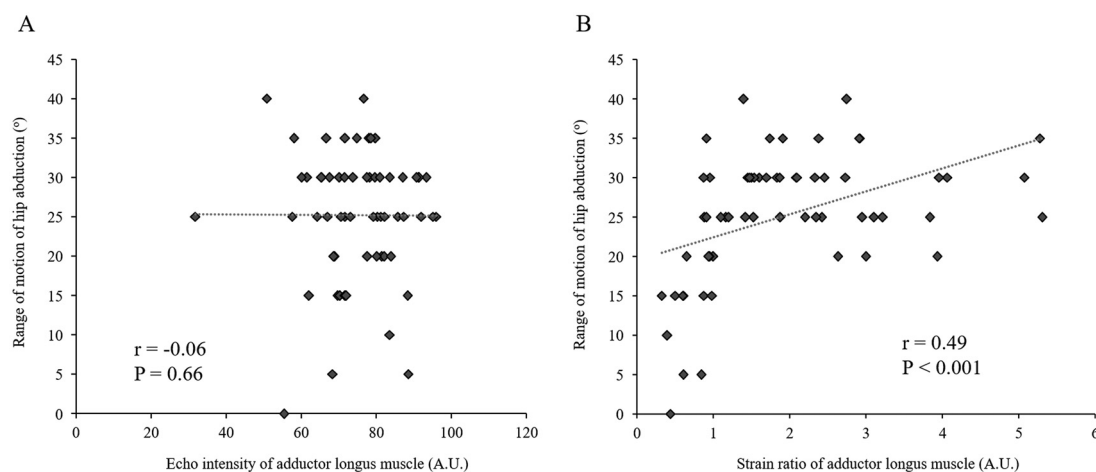 A
Range of motion of hip abduction (º)
45
40
35
30
25
20
15
10
5
0
r = -0.06
P = 0.66
0 20 40 60 80 100 120
Echo intensity of adductor longus muscle (A.U.)
B
Range of motion of hip abduction (º)
45
40
35
30
25
20
15
10
5
0
r = 0.49
P < 0.001
0 1 2 3 4 5 6
Strain ratio of adductor longus muscle (A.U.)